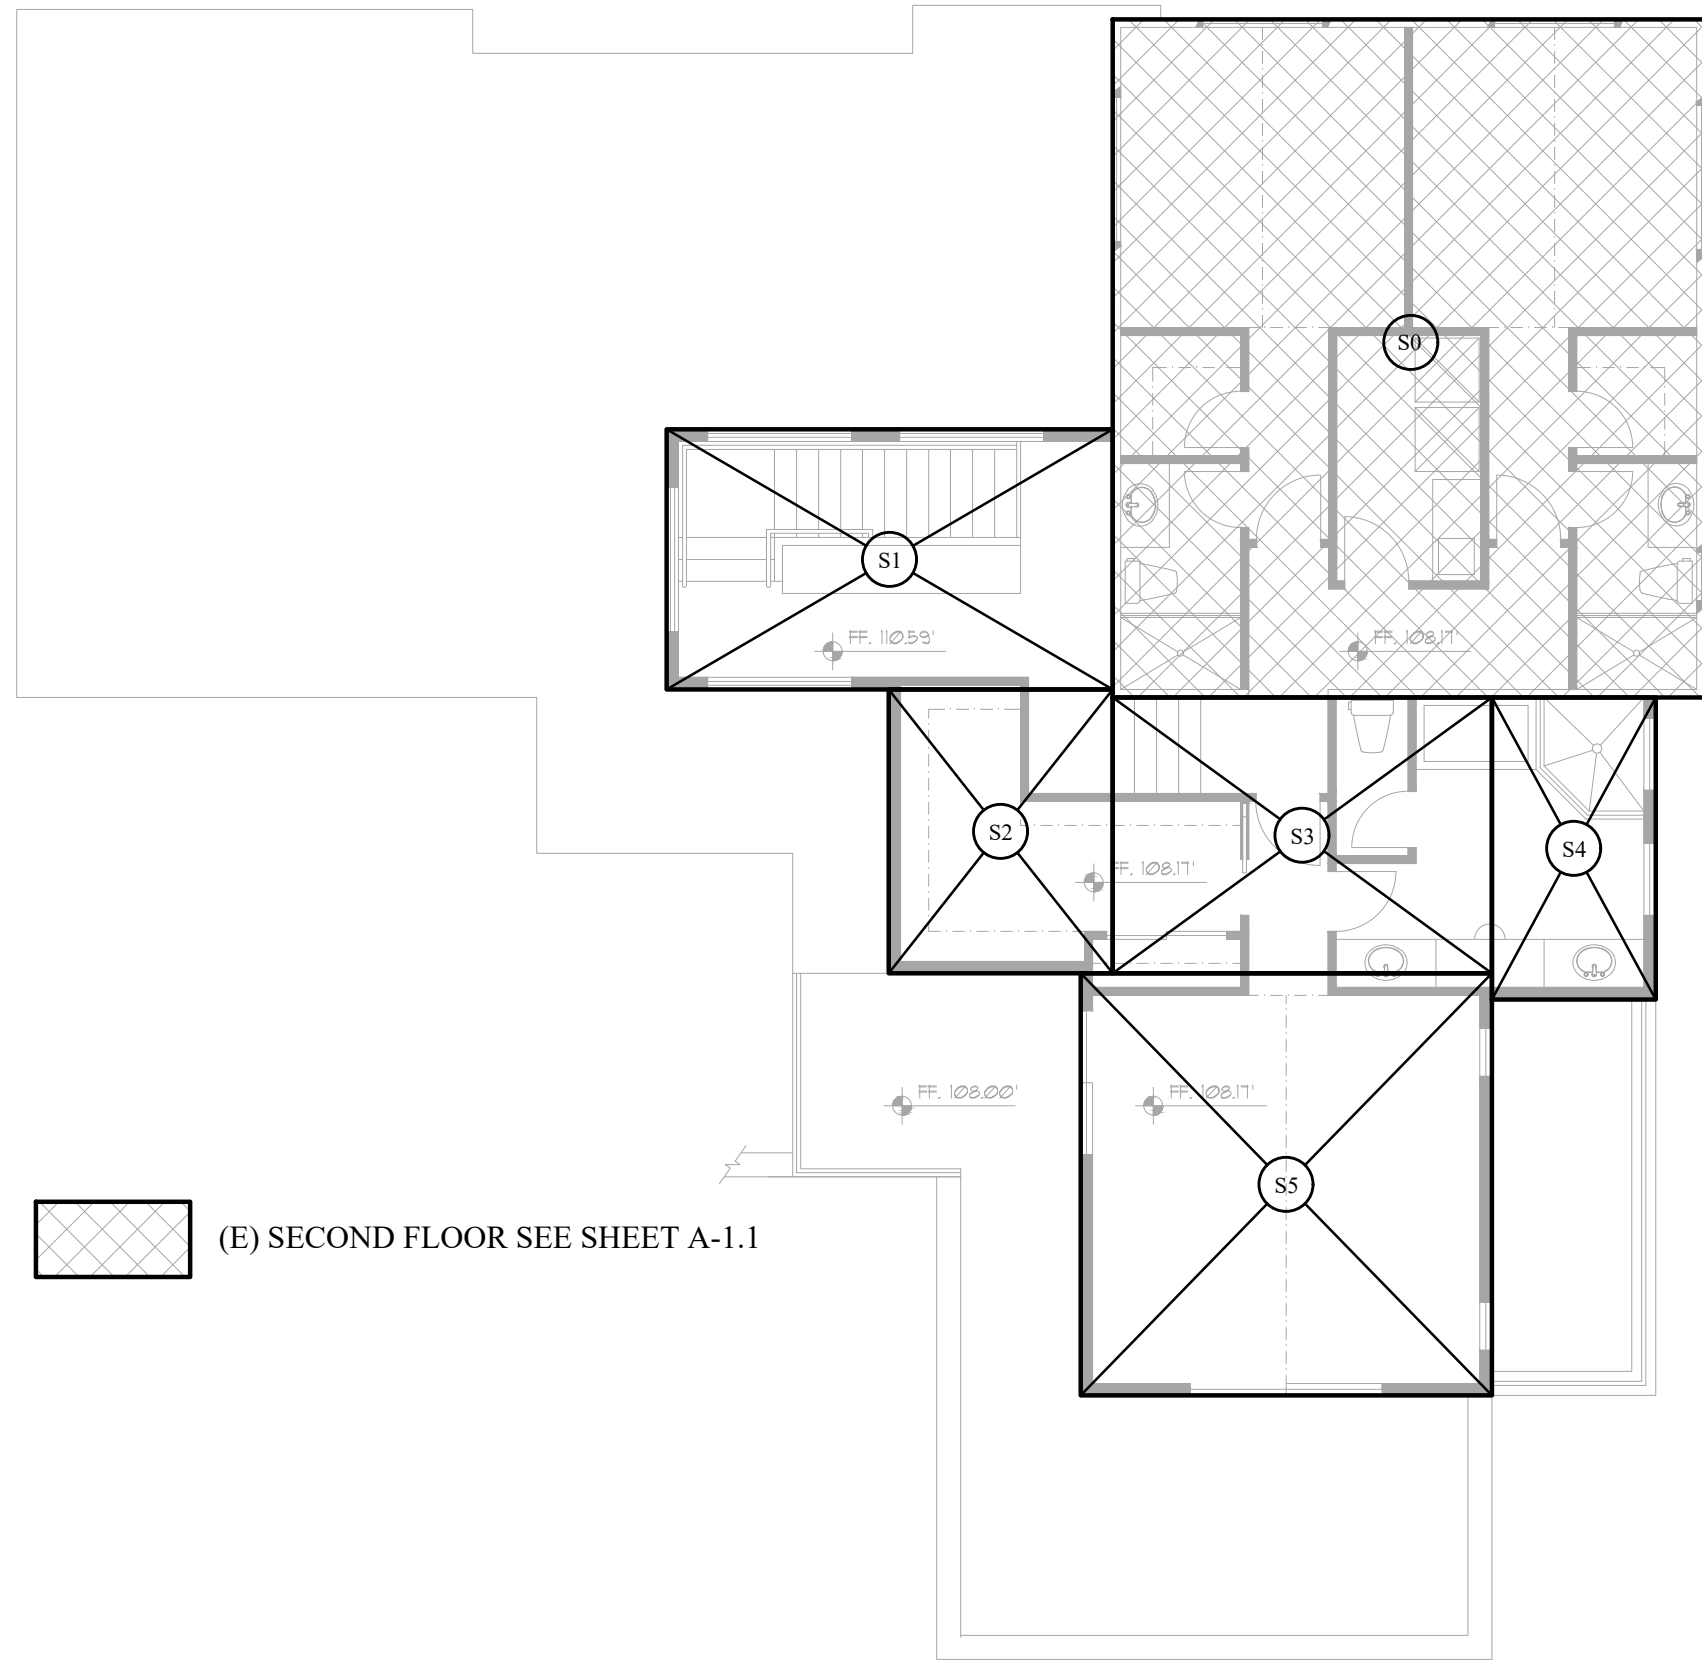 S0
S1
FF. 110.59'
FF. 108.17'
S2
S3
S4
FF. 108.17'
FF. 108.00'
FF. 108.17'
S5
(E) SECOND FLOOR SEE SHEET A-1.1